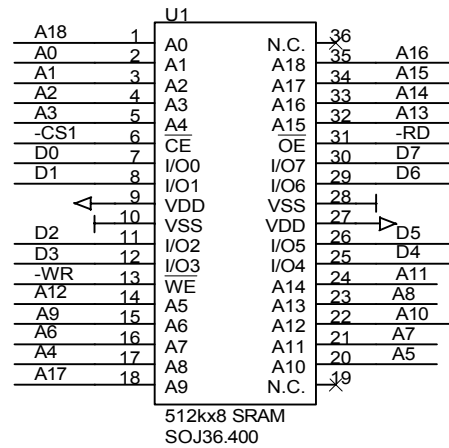 U1
A18 1 A0 N.C. 36
A0 2 A1 A18 35 A16
A1 3 A2 A17 34 A15
A2 4 A3 A16 33 A14
A3 5 A4 A15 32 A13
-CS1 6 CE OE 31 -RD
D0 7 I/O0 I/O7 30 D7
D1 8 I/O1 I/O6 29 D6
9 VDD VSS 28
10 VSS VDD 27
D2 11 I/O2 I/O5 26 D5
D3 12 I/O3 I/O4 25 D4
-WR 13 WE A14 24 A11
A12 14 A5 A13 23 A8
A9 15 A6 A12 22 A10
A6 16 A7 A11 21 A7
A4 17 A8 A10 20 A5
A17 18 A9 N.C. 19
512kx8 SRAM
SOJ36.400